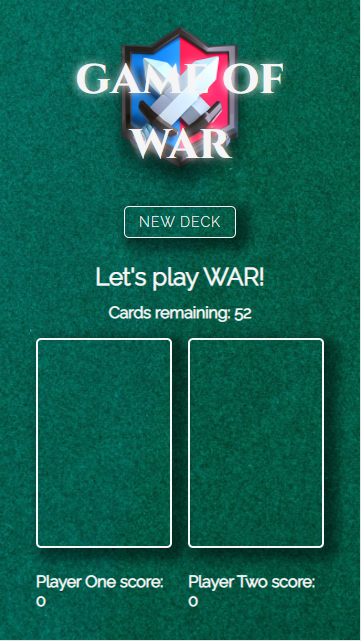 GAME OF
WAR
NEW DECK
Let's play WAR!
Cards remaining: 52
Player One score:
0
Player Two score:
0